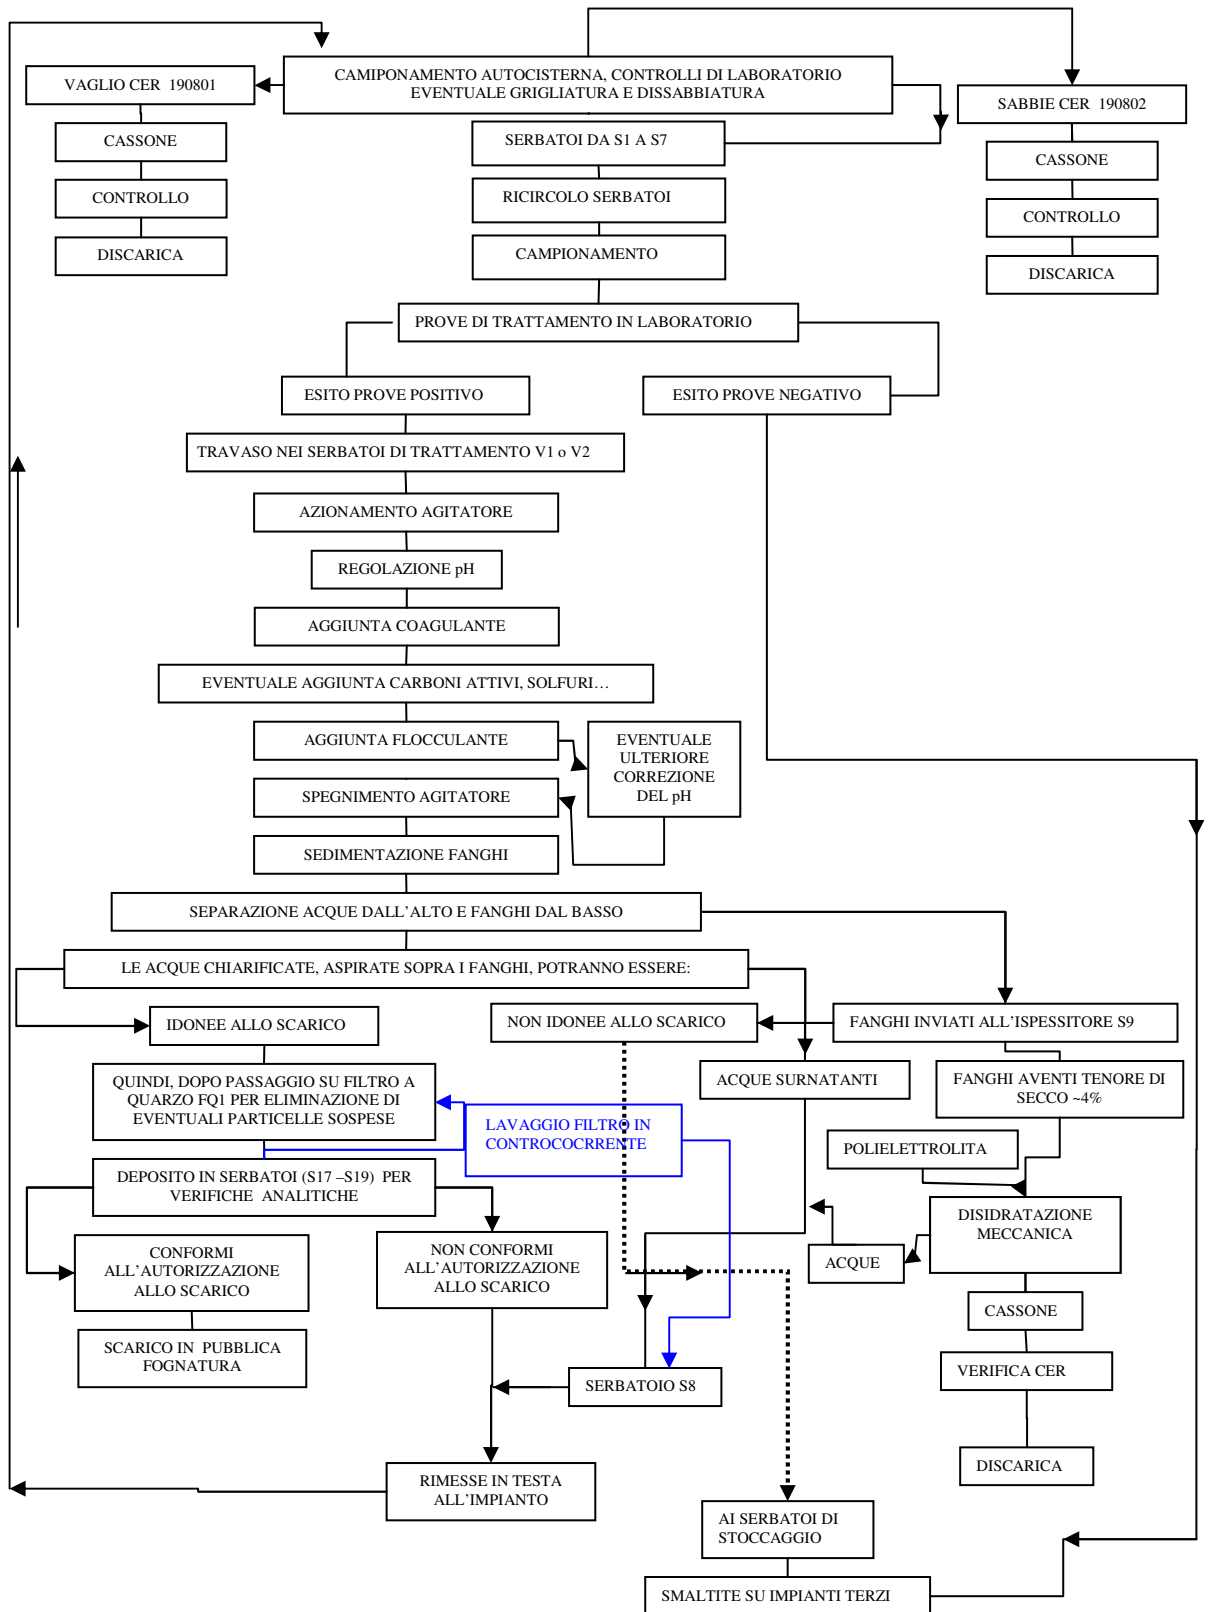 CAMIPONAMENTO AUTOCISTERNA, CONTROLLI DI LABORATORIO
EVENTUALE GRIGLIATURA E DISSABBIATURA
VAGLIO CER 190801
CASSONE
CONTROLLO
DISCARICA
SABBIE CER 190802
CASSONE
CONTROLLO
DISCARICA
SERBATOI DA S1 A S7
RICIRCOLO SERBATOI
CAMPIONAMENTO
PROVE DI TRATTAMENTO IN LABORATORIO
ESITO PROVE POSITIVO
ESITO PROVE NEGATIVO
TRAVASO NEI SERBATOI DI TRATTAMENTO V1 o V2
AZIONAMENTO AGITATORE
REGOLAZIONE pH
AGGIUNTA COAGULANTE
EVENTUALE AGGIUNTA CARBONI ATTIVI, SOLFURI…
AGGIUNTA FLOCCULANTE
EVENTUALE
ULTERIORE
CORREZIONE
DEL pH
SPEGNIMENTO AGITATORE
SEDIMENTAZIONE FANGHI
SEPARAZIONE ACQUE DALL'ALTO E FANGHI DAL BASSO
LE ACQUE CHIARIFICATE, ASPIRATE SOPRA I FANGHI, POTRANNO ESSERE:
IDONEE ALLO SCARICO
NON IDONEE ALLO SCARICO
FANGHI INVIATI ALL'ISPESSITORE S9
QUINDI, DOPO PASSAGGIO SU FILTRO A
QUARZO FQ1 PER ELIMINAZIONE DI
EVENTUALI PARTICELLE SOSPESE
ACQUE SURNATANTI
FANGHI AVENTI TENORE DI
SECCO ~4%
LAVAGGIO FILTRO IN
CONTROCOCRRENTE
POLIELETTROLITA
DEPOSITO IN SERBATOI (S17 –S19) PER
VERIFICHE ANALITICHE
DISIDRATAZIONE
MECCANICA
ACQUE
CONFORMI
ALL'AUTORIZZAZIONE
ALLO SCARICO
NON CONFORMI
ALL'AUTORIZZAZIONE
ALLO SCARICO
CASSONE
SCARICO IN PUBBLICA
FOGNATURA
SERBATOIO S8
VERIFICA CER
DISCARICA
RIMESSE IN TESTA
ALL'IMPIANTO
AI SERBATOI DI
STOCCAGGIO
SMALTITE SU IMPIANTI TERZI